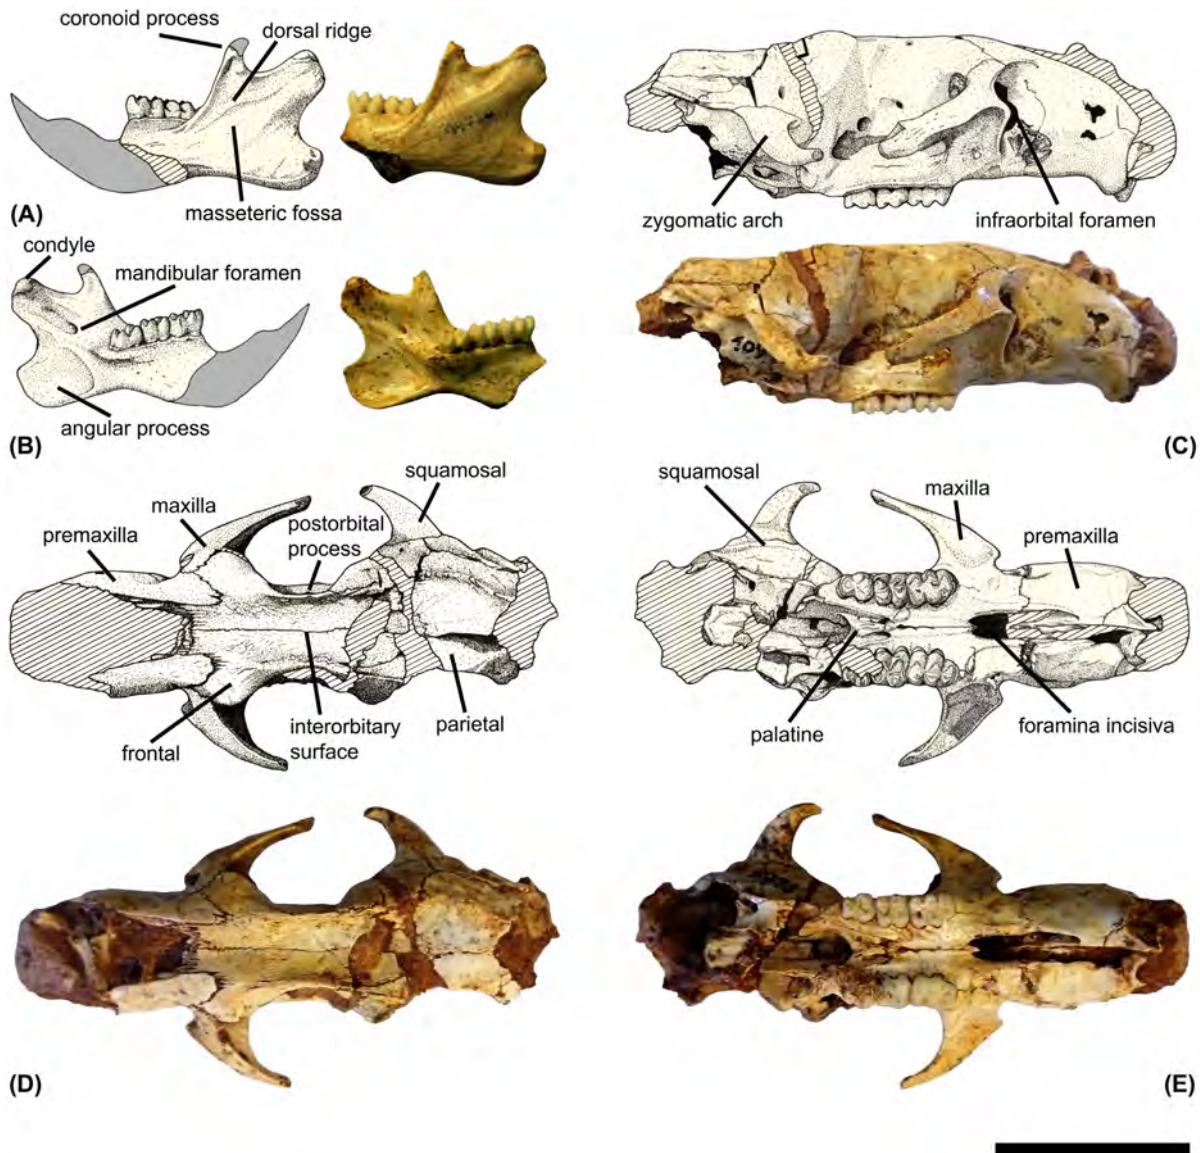 coronoid process
dorsal ridge
masseteric fossa
(A)
condyle
mandibular foramen
angular process
(B)
zygomatic arch
infraorbital foramen
(C)
premaxilla
maxilla
postorbital
process
squamosal
frontal
interorbitary
surface
parietal
(D)
squamosal
maxilla
premaxilla
palatine
foramina incisiva
(E)